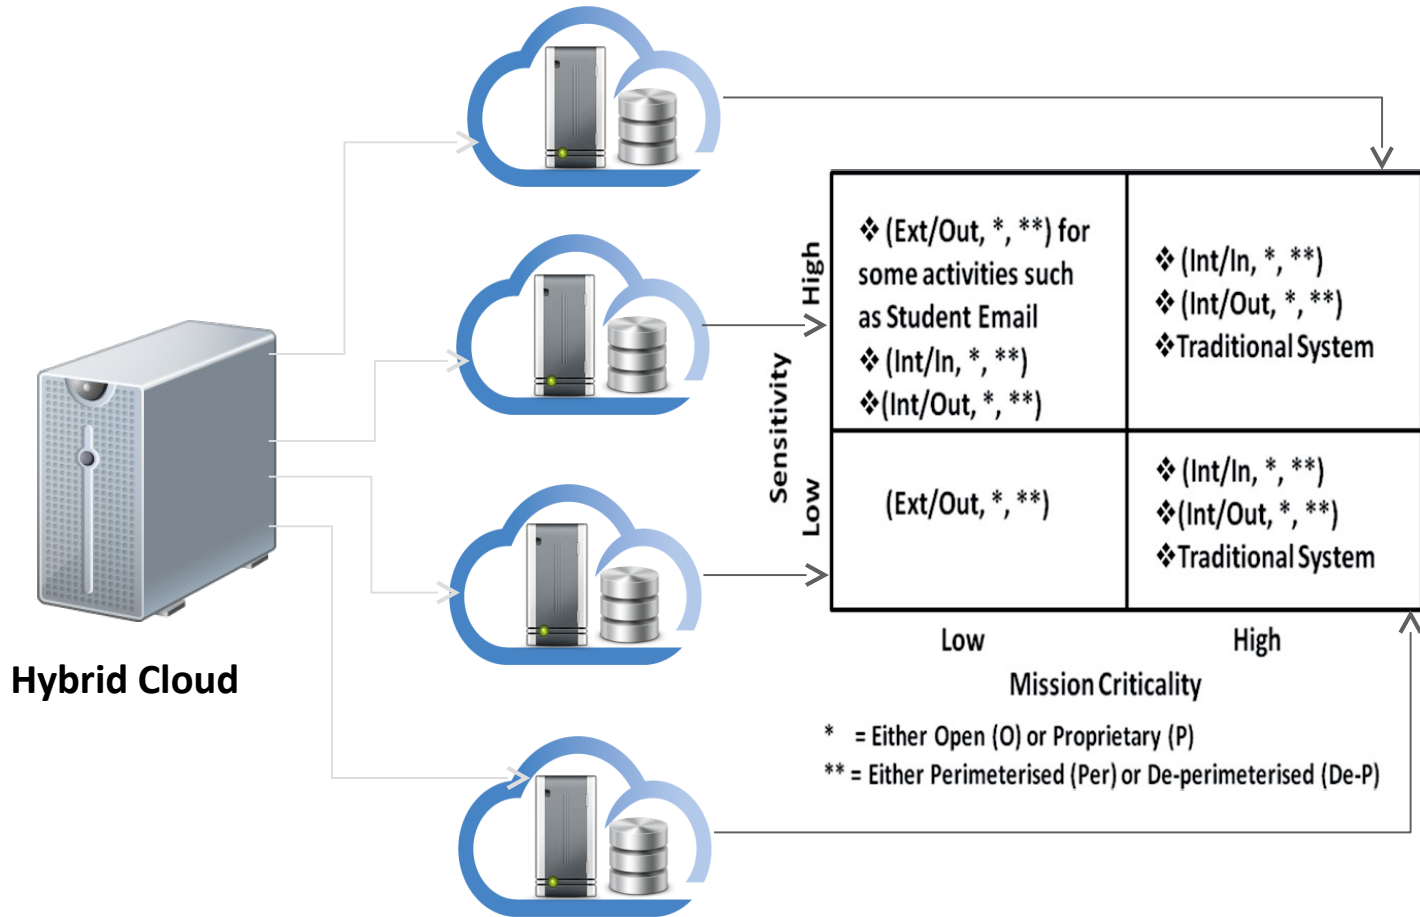 Hybrid Cloud
Sensitivity
High
Low
❖ (Ext/Out, *, **) for
some activities such
as Student Email
❖ (Int/In, *, **)
❖(Int/Out, *, **)
❖ (Int/In, *, **)
❖ (Int/Out, *, **)
❖Traditional System
(Ext/Out, *, **)
❖ (Int/In, *, **)
❖(Int/Out, *, **)
❖Traditional System
Low
High
Mission Criticality
* = Either Open (O) or Proprietary (P)
** = Either Perimeterised (Per) or De-perimeterised (De-P)